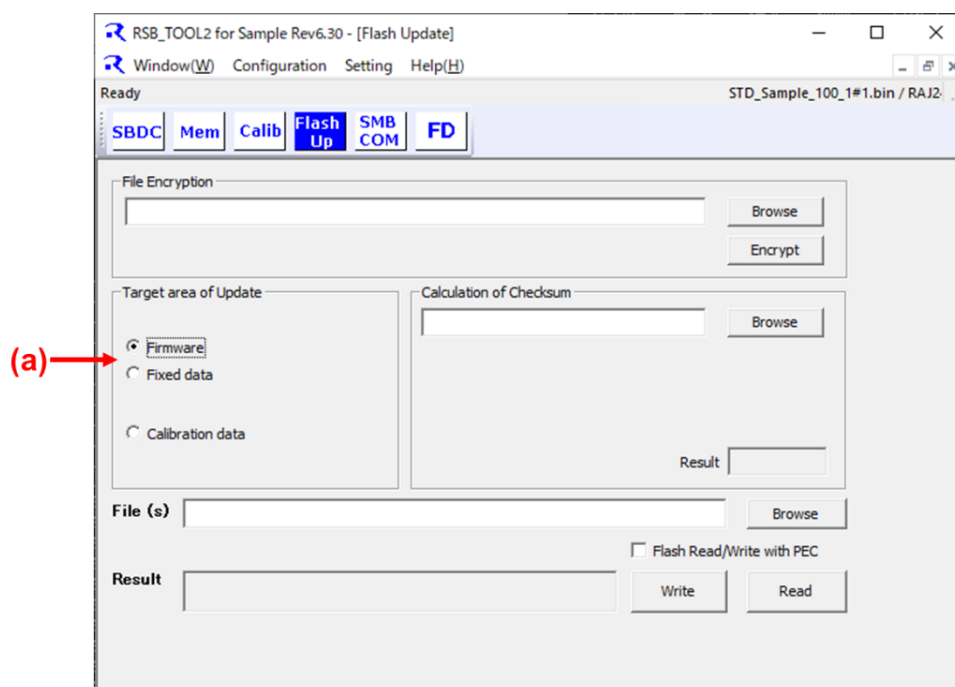 RSB_TOOL2 for Sample Rev6.30 - [Flash Update]
Window(W) Configuration Setting Help(H)
Ready STD_Sample_100_1#1.bin / RAJ2
SBDC Mem Calib Flash Up SMB COM FD
File Encryption
Browse
Encrypt
Target area of Update
Calculation of Checksum
Browse
(a)
Firmware
Fixed data
Calibration data
Result
File (s)
Browse
Flash Read/Write with PEC
Result
Write
Read